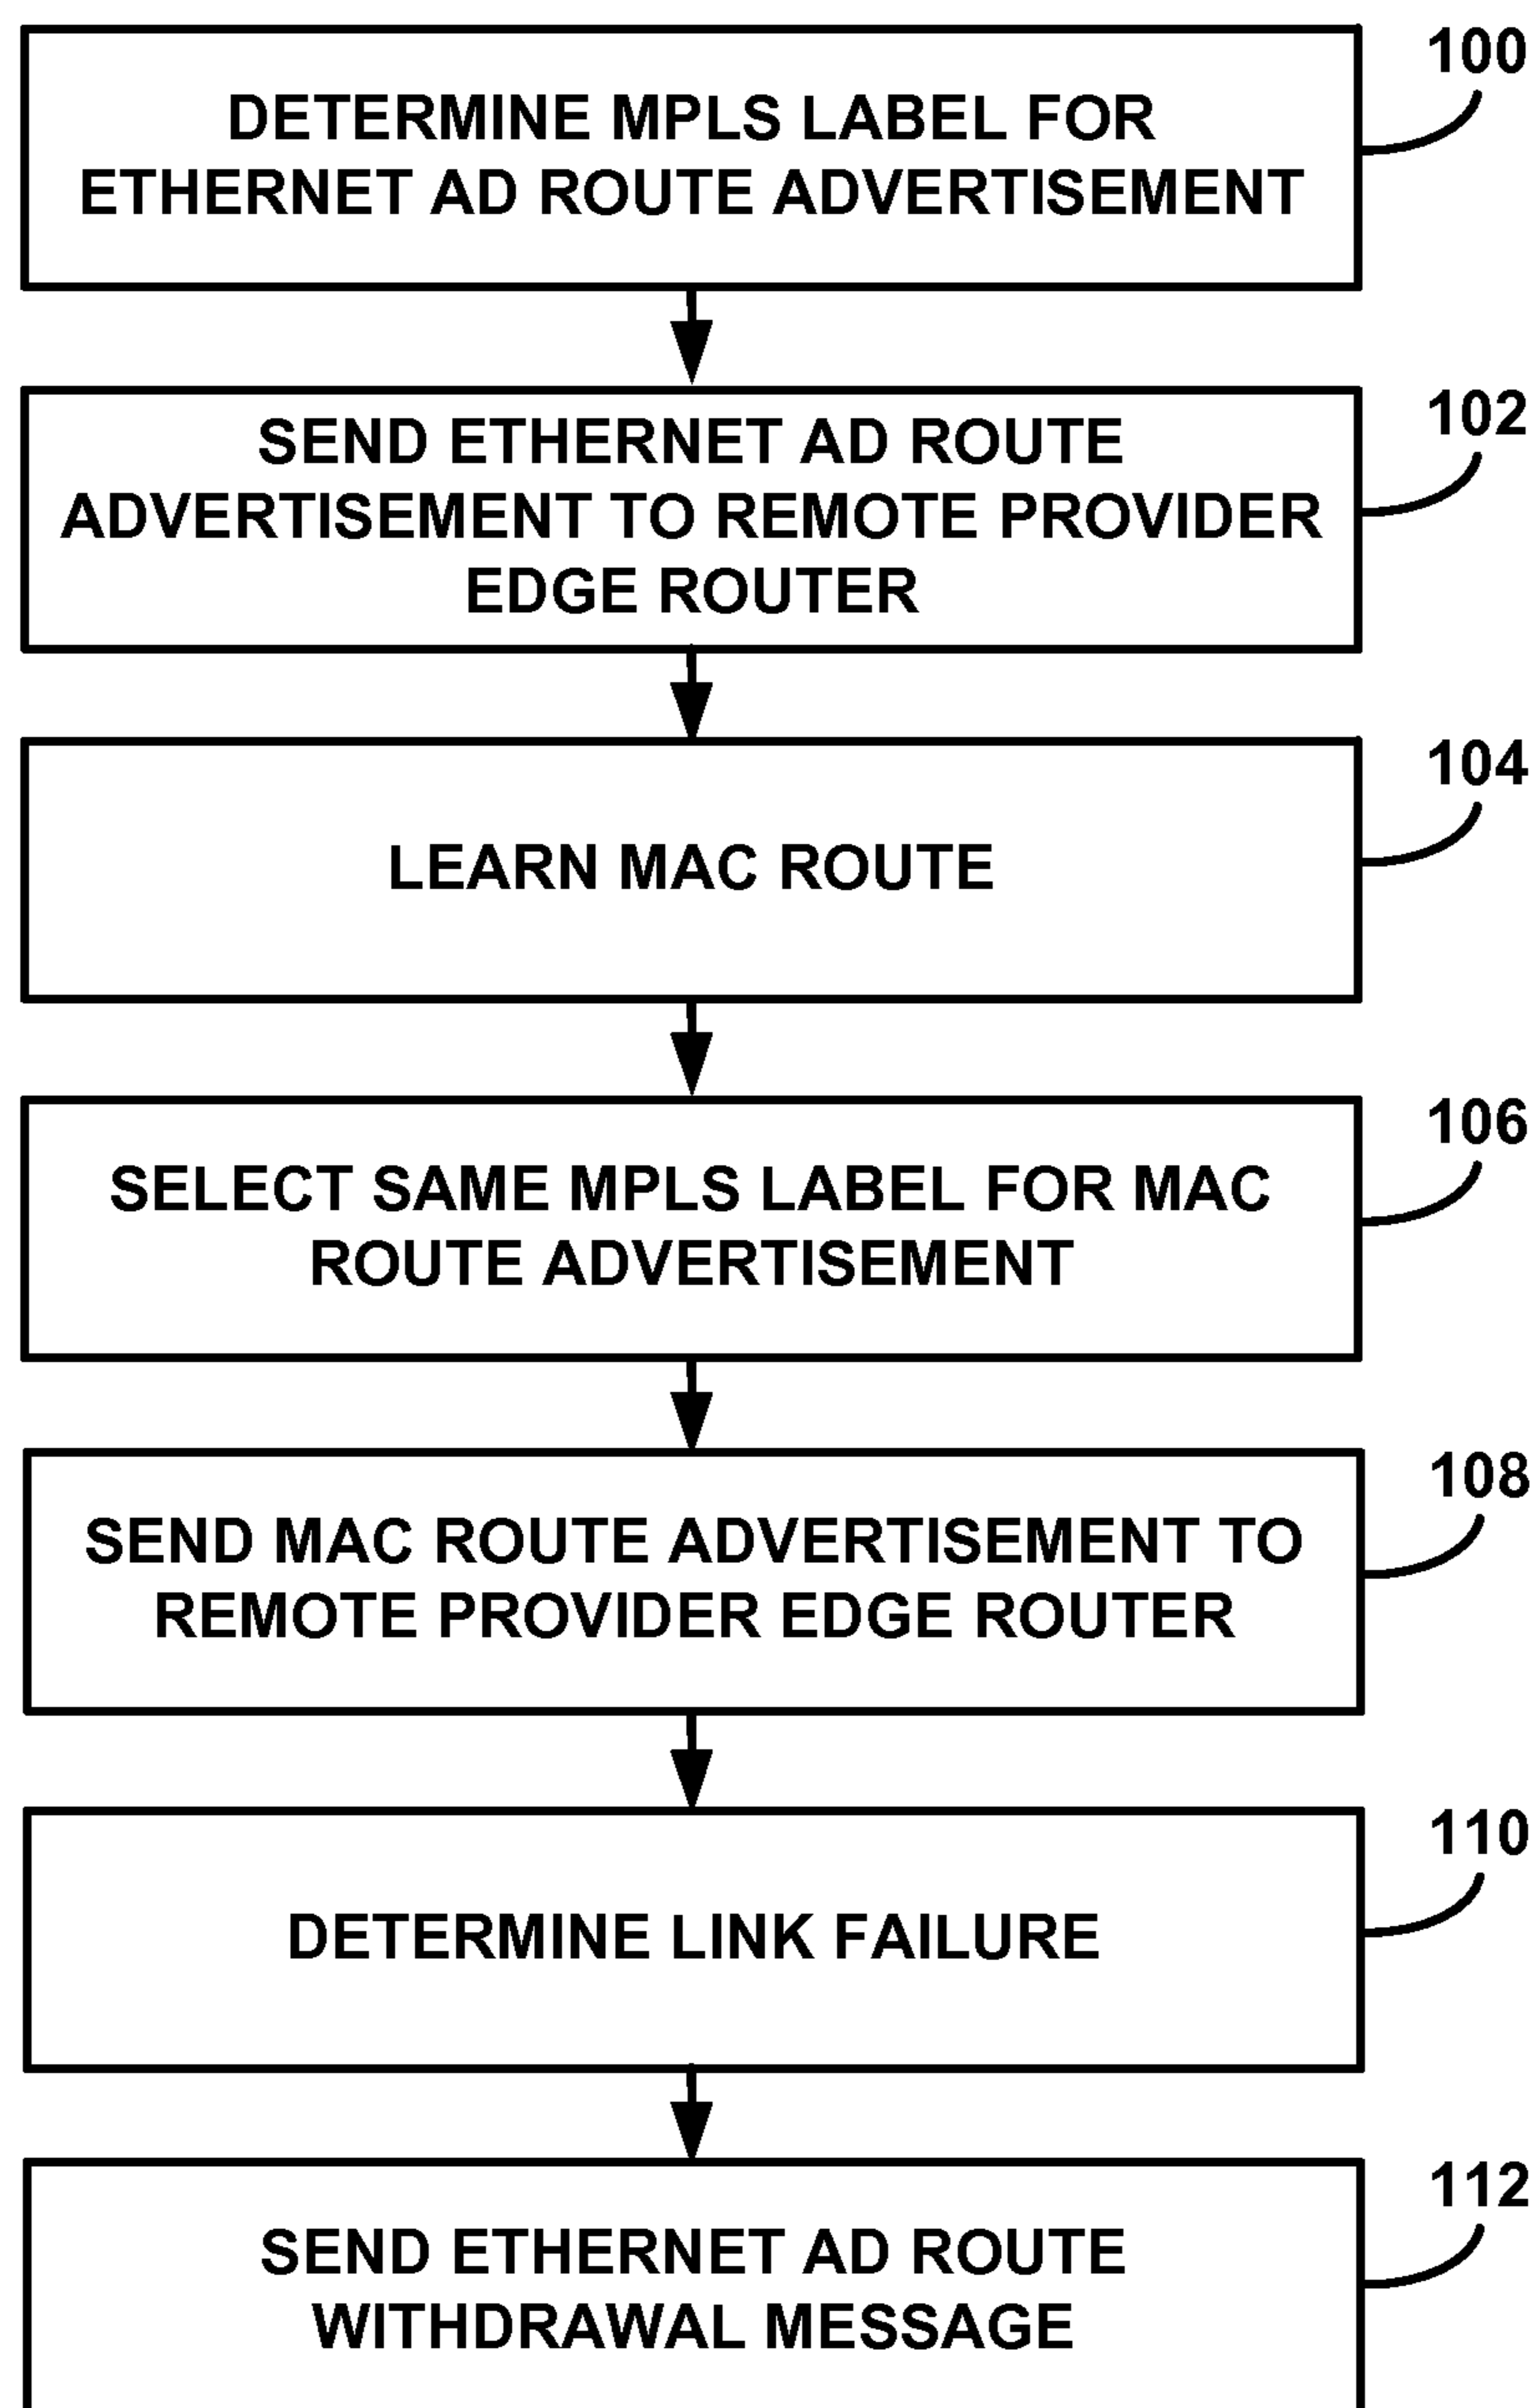 100
DETERMINE MPLS LABEL FOR
ETHERNET AD ROUTE ADVERTISEMENT
102
SEND ETHERNET AD ROUTE
ADVERTISEMENT TO REMOTE PROVIDER
EDGE ROUTER
104
LEARN MAC ROUTE
106
SELECT SAME MPLS LABEL FOR MAC
ROUTE ADVERTISEMENT
108
SEND MAC ROUTE ADVERTISEMENT TO
REMOTE PROVIDER EDGE ROUTER
110
DETERMINE LINK FAILURE
112
SEND ETHERNET AD ROUTE
WITHDRAWAL MESSAGE